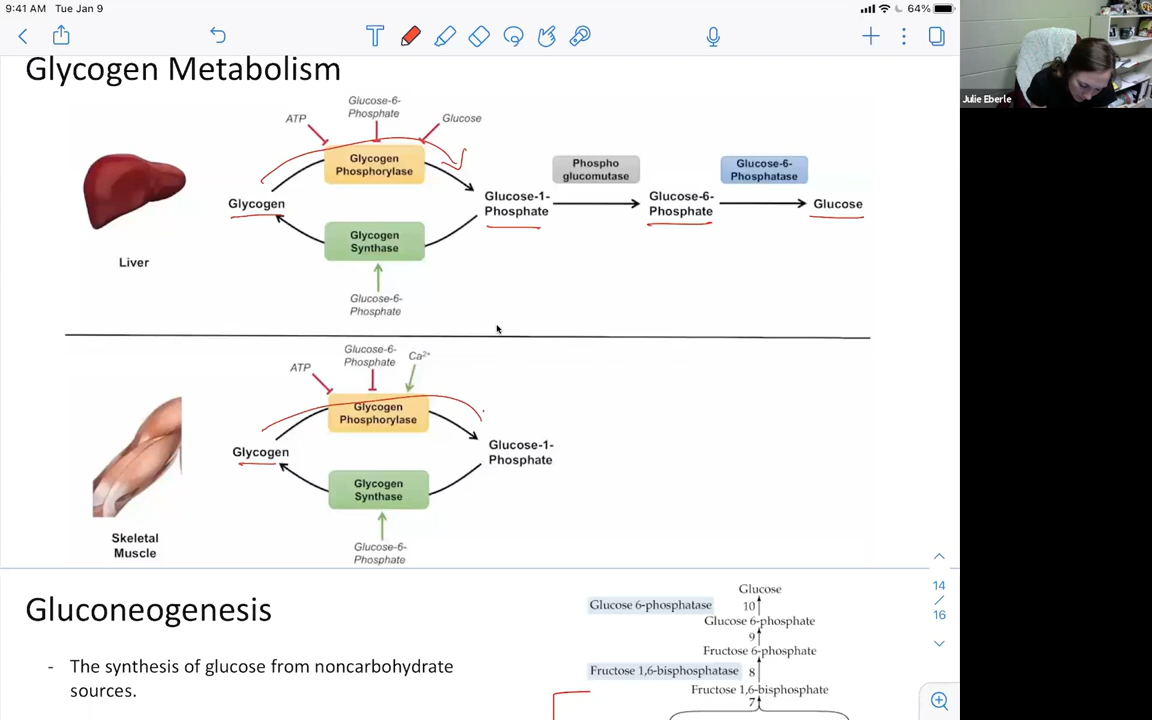 9:41 AM Tue Jan 9
64%
Glycogen Metabolism
Julie Eberle
Glucose-6-
Phosphate
ATP
Glucose
Glycogen
Phosphorylase
Phospho
glucomutase
Glucose-6-
Phosphatase
Glycogen
Glucose-1-
Phosphate
Glucose-6-
Phosphate
Glucose
Glycogen
Synthase
Liver
Glucose-6-
Phosphate
Glucose-6-
Phosphate
Ca2+
ATP
Glycogen
Phosphorylase
Glycogen
Glucose-1-
Phosphate
Glycogen
Synthase
Skeletal
Muscle
Glucose-6-
Phosphate
14
/
16
Gluconeogenesis
- The synthesis of glucose from noncarbohydrate
sources.
Glucose
Glucose 6-phosphatase 10
Glucose 6-phosphate
9
Fructose 6-phosphate
Fructose 1,6-bisphosphatase 8
Fructose 1,6-bisphosphate
7